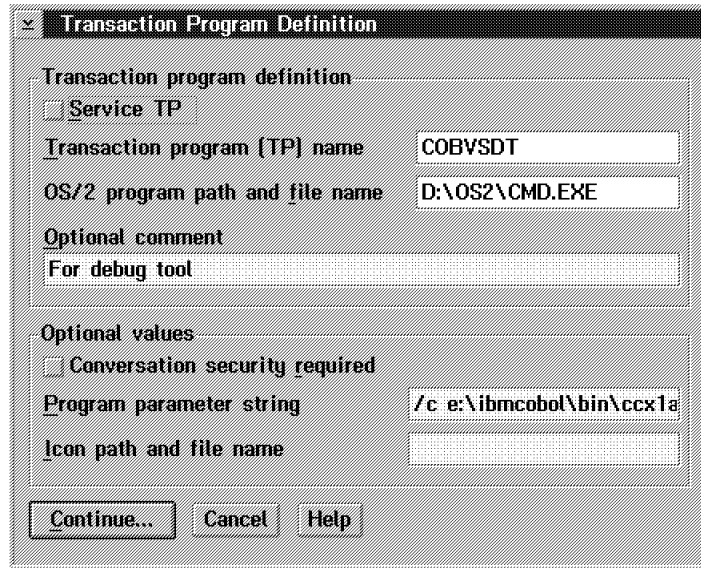 Transaction Program Definition
Transaction program definition
Service TP
Transaction program (TP) name COBVSDT
OS/2 program path and file name D:\OS2\CMD.EXE
Optional comment
For debug tool
Optional values
Conversation security required
Program parameter string /c e:\ibmcobol\bin\ccx1a
Icon path and file name
Continue... Cancel Help